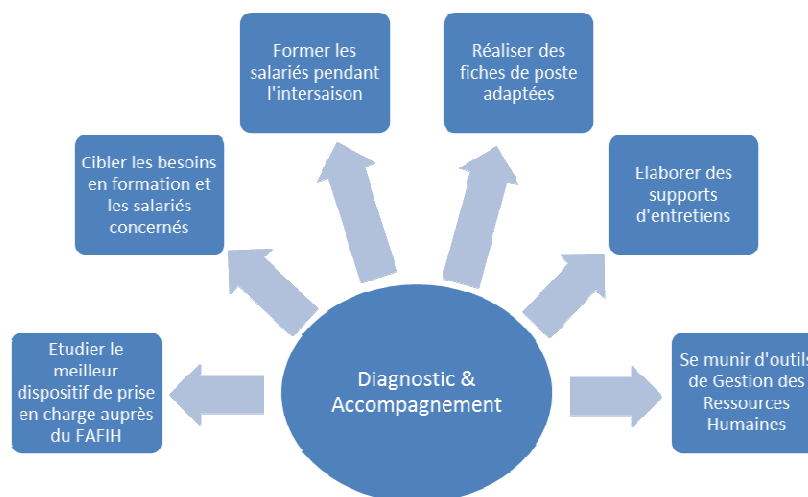 Former les
salariés pendant
l'intersaison
Réaliser des
fiches de poste
adaptées
Cibler les besoins
en formation et
les salariés
concernés
Elaborer des
supports
d'entretiens
Etudier le
meilleur
dispositif de prise
en charge auprès
du FAFIH
Diagnostic &
Accompagnement
Se munir d'outils
de Gestion des
Ressources
Humaines